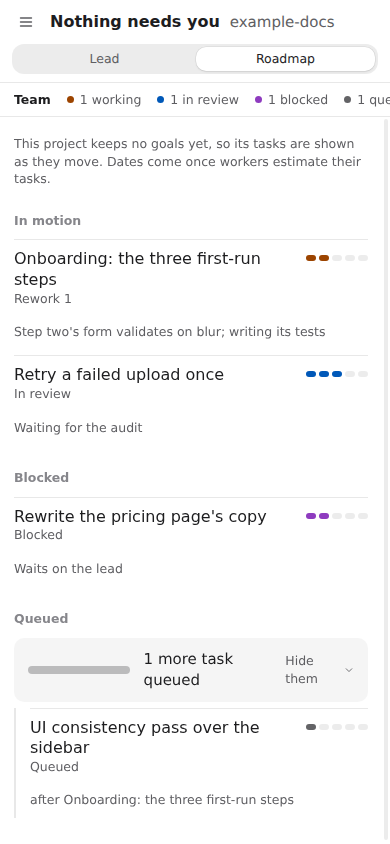 Nothing needs you example-docs
Lead Roadmap
Team 1 working 1 in review 1 blocked 1 que
This project keeps no goals yet, so its tasks are shown
as they move. Dates come once workers estimate their
tasks.
In motion
Onboarding: the three first-run
steps
Rework 1
Step two's form validates on blur; writing its tests
Retry a failed upload once
In review
Waiting for the audit
Blocked
Rewrite the pricing page's copy
Blocked
Waits on the lead
Queued
1 more task
queued
Hide
them
UI consistency pass over the
sidebar
Queued
after Onboarding: the three first-run steps